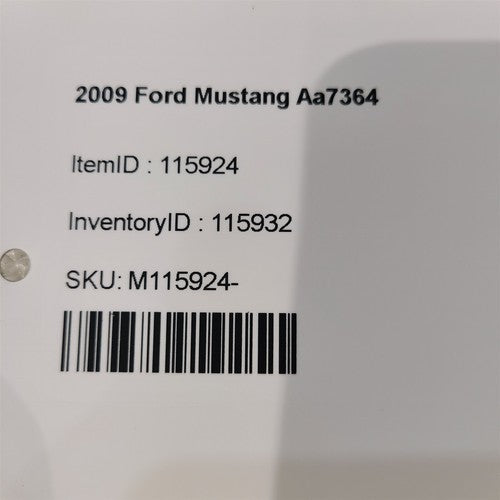 2009 Ford Mustang Aa7364
ItemID : 115924
InventoryID : 115932
SKU: M115924-